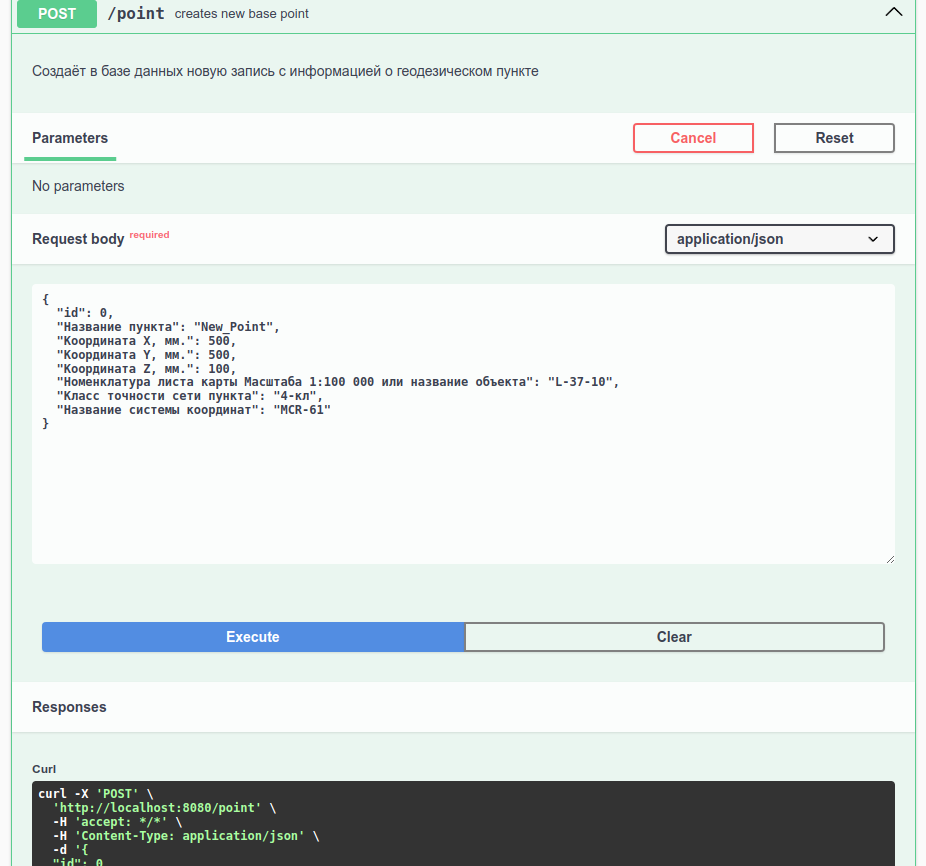 POST /point creates new base point
Создаёт в базе данных новую запись с информацией о геодезическом пункте
Parameters
Cancel
Reset
No parameters
Request body required
application/json
{
  "id": 0,
  "Название пункта": "New_Point",
  "Координата X, мм.": 500,
  "Координата Y, мм.": 500,
  "Координата Z, мм.": 100,
  "Номенклатура листа карты Масштаба 1:100 000 или название объекта": "L-37-10",
  "Класс точности сети пункта": "4-кл",
  "Название системы координат": "МСК-61"
}
Execute
Clear
Responses
Curl
curl -X 'POST' \
  'http://localhost:8080/point' \
  -H 'accept: */*' \
  -H 'Content-Type: application/json' \
  -d '{
  "id": 0,